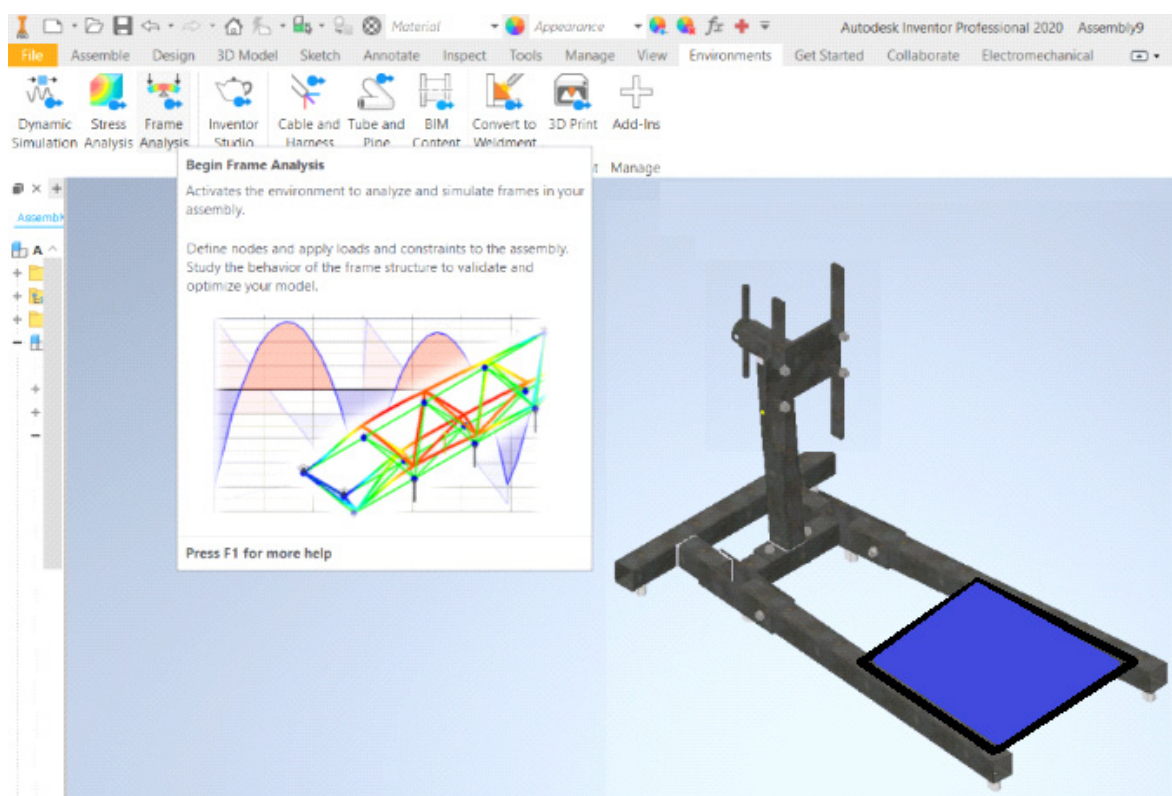 Material
Appearance
Autodesk Inventor Professional 2020 Assembly9
File Assemble Design 3D Model Sketch Annotate Inspect Tools Manage View Environments Get Started Collaborate Electromechanical
Dynamic Simulation
Stress Analysis
Frame Analysis
Inventor Studio
Cable and Harness
Tube and Pipe
BIM Content
Convert to Weldment
3D Print
Add-Ins
Manage
Begin Frame Analysis
Activates the environment to analyze and simulate frames in your
assembly.
Define nodes and apply loads and constraints to the assembly.
Study the behavior of the frame structure to validate and
optimize your model.
Press F1 for more help
A